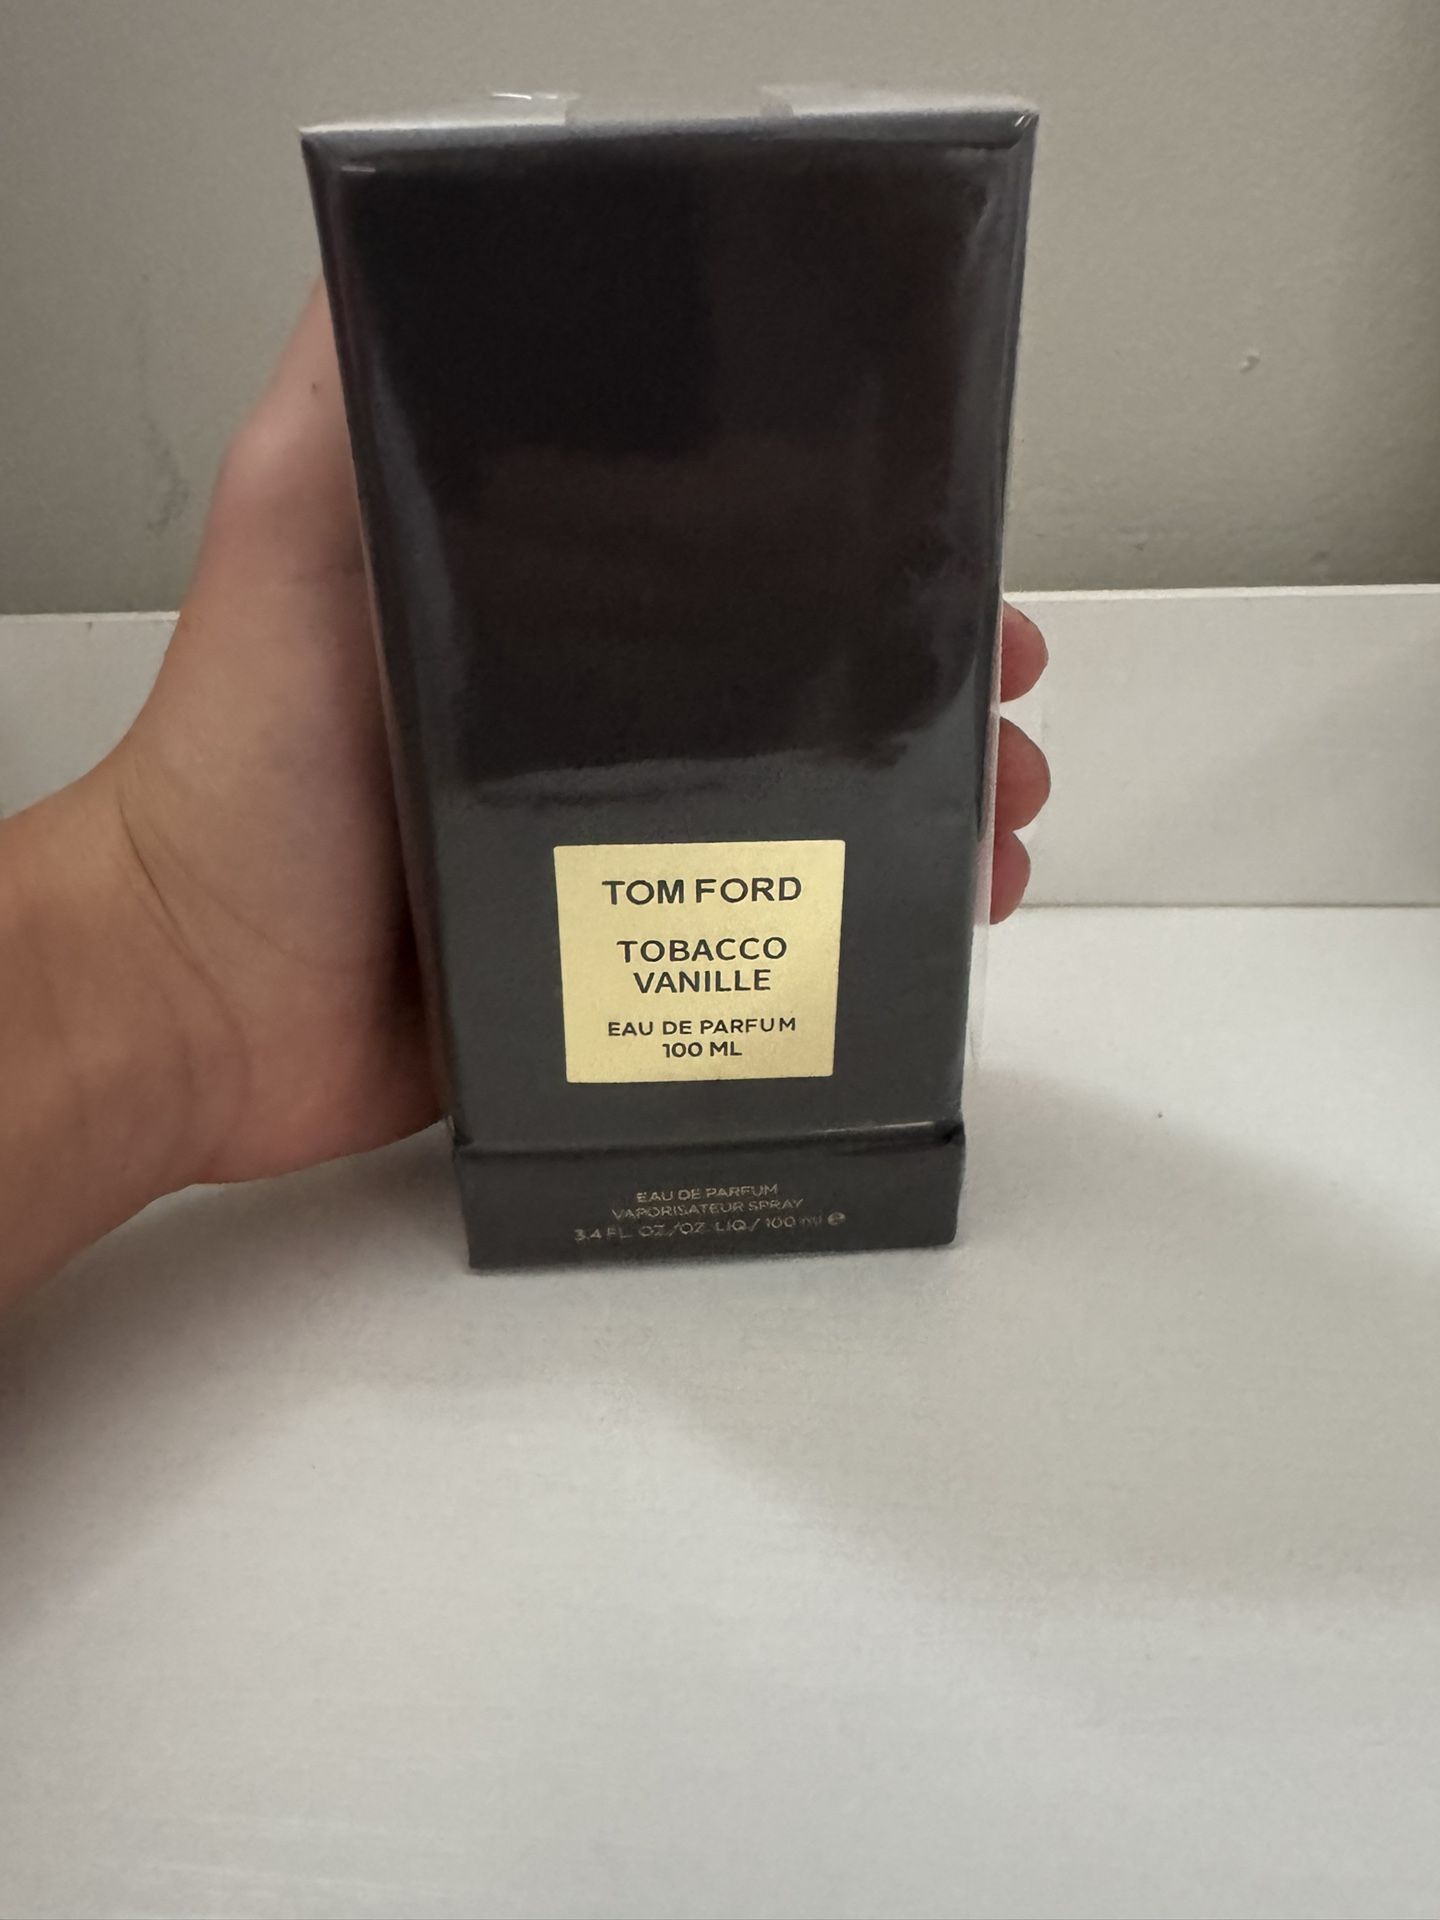 TOM FORD
TOBACCO
VANILLE
EAU DE PARFUM
100 ML
EAU DE PARFUM
VAPORISATEUR SPRAY
3.4 FL. OZ./OZ. LIQ./ 100 ml ℮